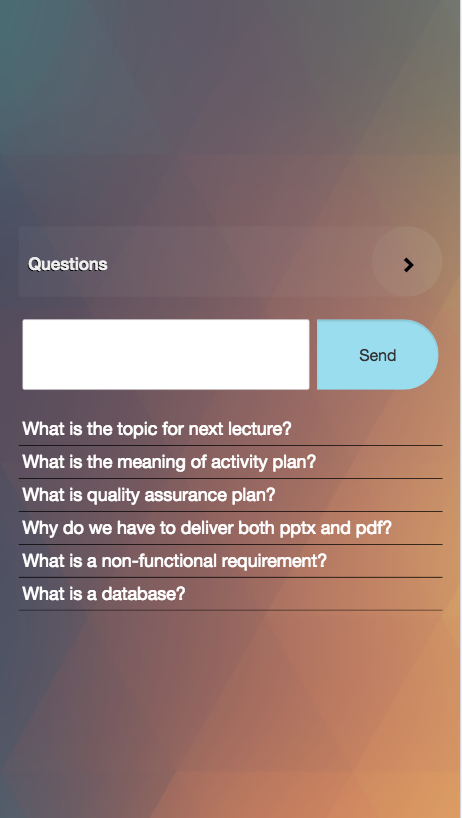 Questions
Send
What is the topic for next lecture?
What is the meaning of activity plan?
What is quality assurance plan?
Why do we have to deliver both pptx and pdf?
What is a non-functional requirement?
What is a database?